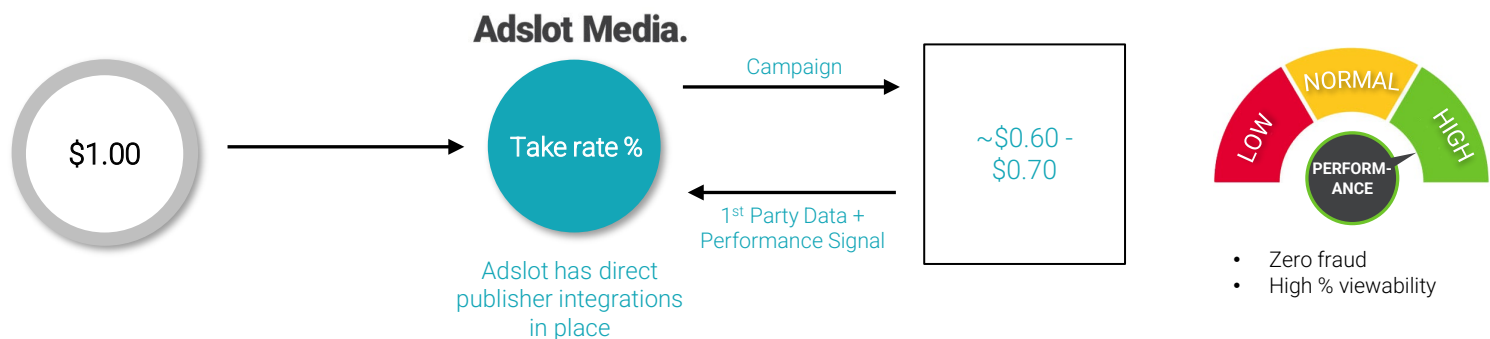 Adslot Media.
$1.00
Take rate %
Adslot has direct
publisher integrations
in place
Campaign
1st Party Data +
Performance Signal
~$0.60 -
$0.70
LOW
NORMAL
HIGH
PERFORM-
ANCE
• Zero fraud
• High % viewability